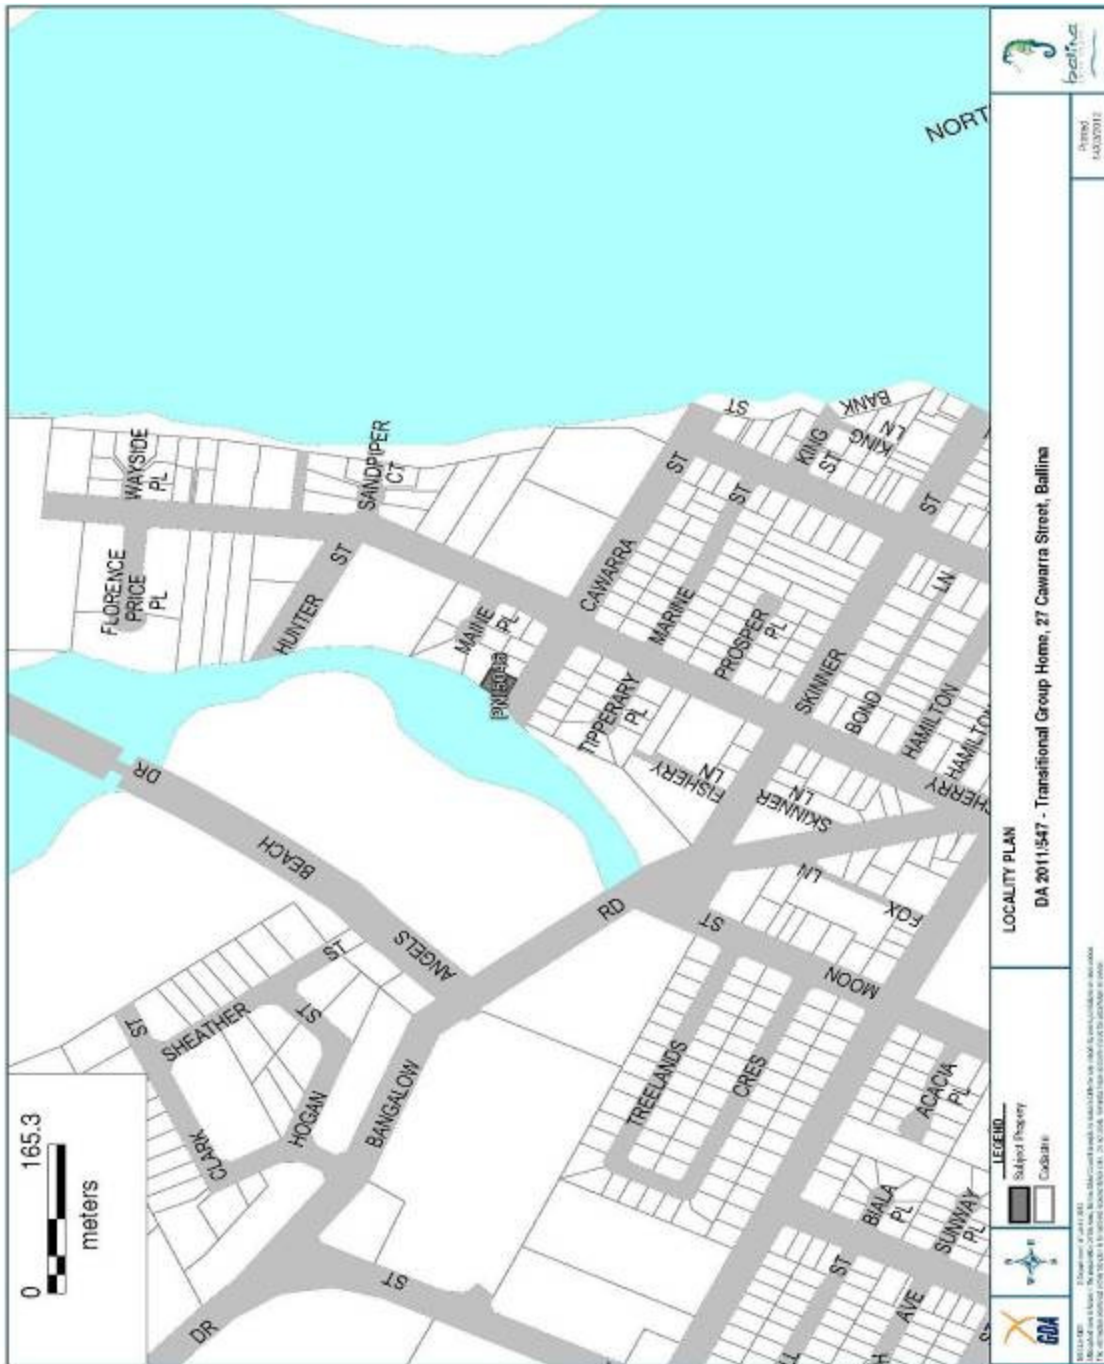 0 165.3
meters
NORT
WAYSIDE
PL
FLORENCE
PRICE
PL
SANDPIPER
CT
HUNTER
ST
MAINE
PL
CAWARRA
ST
ST
MARINE
ST
KING
ST
KING
LN
BANK
PROSPER
PL
TIPPERARY
PL
FISHERY
LN
SKINNER
ST
SKINNER
LN
BOND
LN
HAMILTON
HAMILTON
CHERRY
DR
BEACH
ANGELS
RD
BANGALOW
ST
MOON
FOX
LN
SHEATHER
ST
ST
CLARK
HOGAN
ST
TREELANDS
CRES
ACACIA
PL
BIALA
PL
SUNWAY
PL
DR
ST
ST
AVE
LOCALITY PLAN
DA 2011/547 - Transitional Group Home, 27 Cawarra Street, Ballina
LEGEND
Subject Property
Cadastre
GDA
ballina
Printed